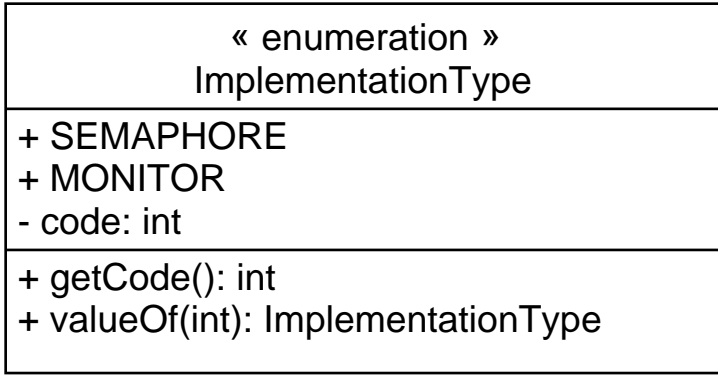 « enumeration »
ImplementationType
+ SEMAPHORE
+ MONITOR
- code: int
+ getCode(): int
+ valueOf(int): ImplementationType